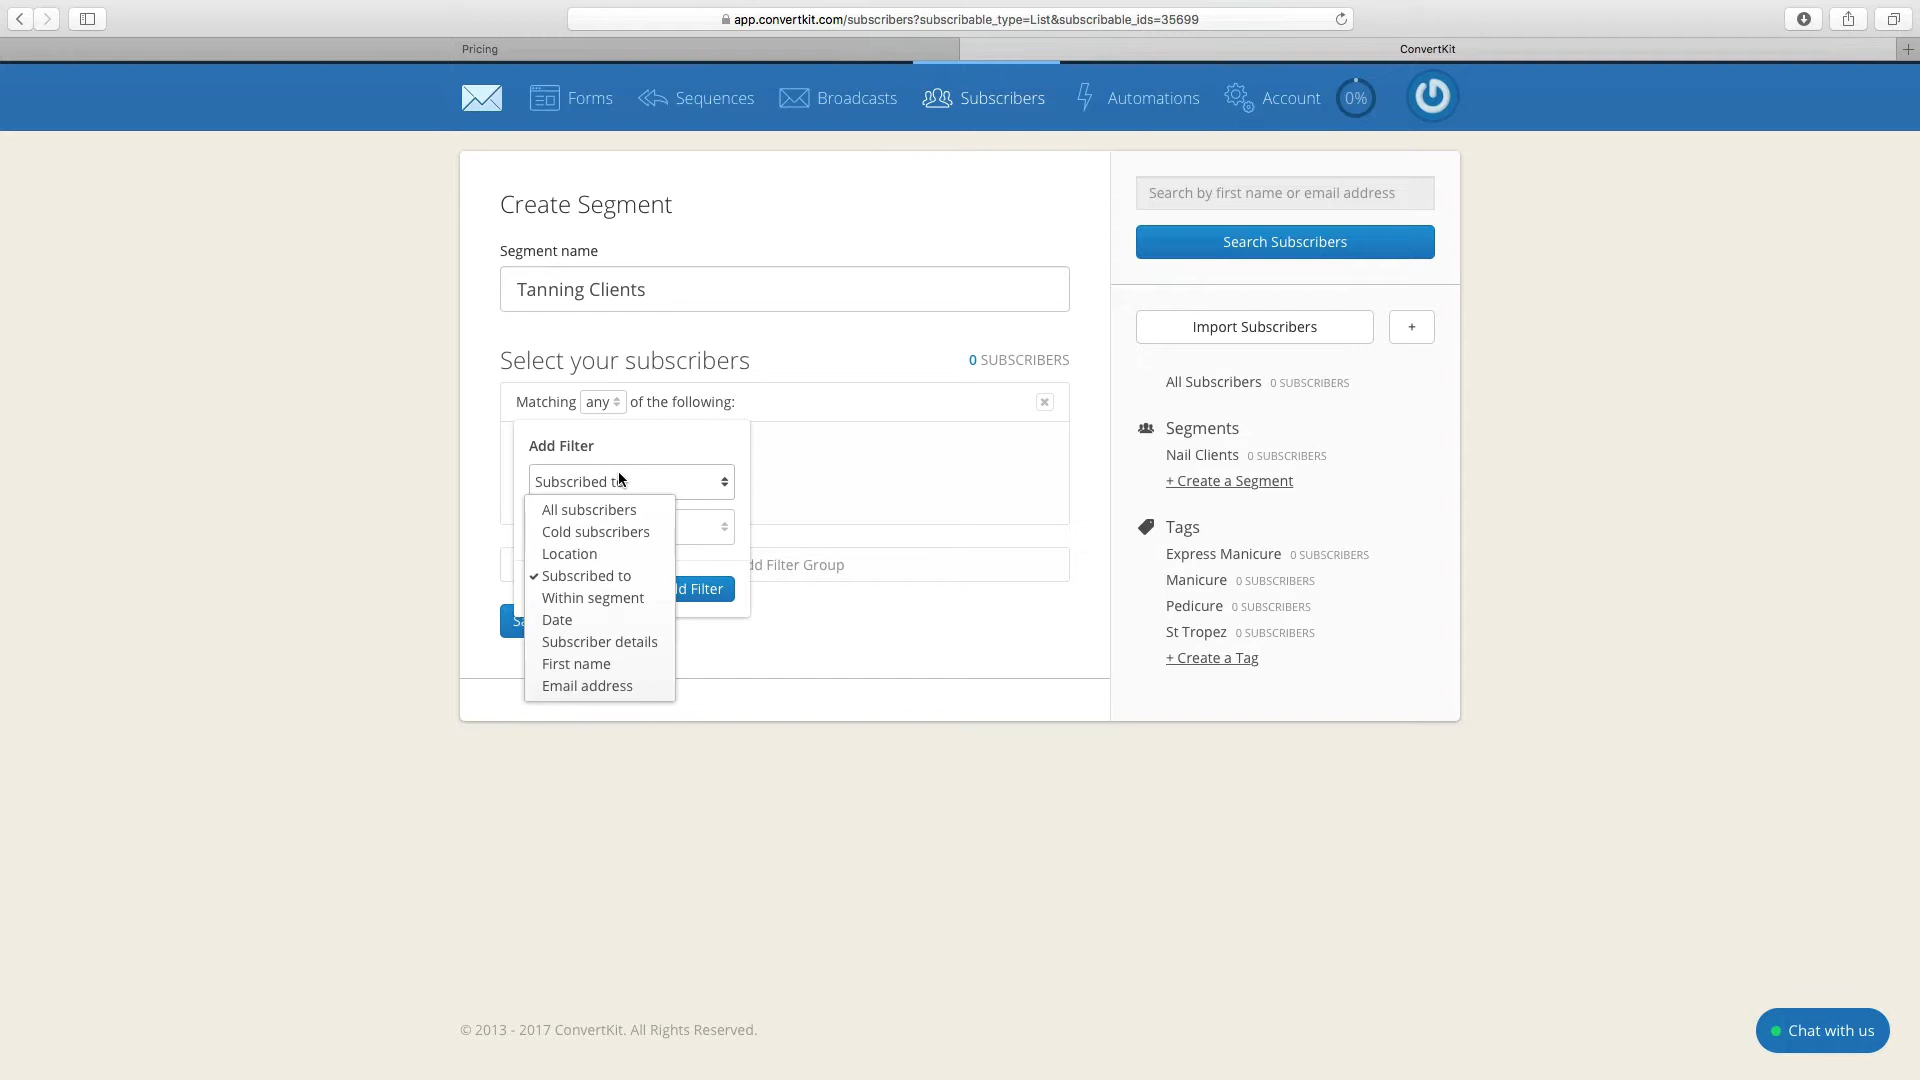 app.convertkit.com/subscribers?subscribable_type=List&subscribable_ids=35699
Pricing
ConvertKit
Forms
Sequences
Broadcasts
Subscribers
Automations
Account
0%
Create Segment
Segment name
Tanning Clients
Select your subscribers
0 SUBSCRIBERS
Matching any of the following:
Add Filter
Subscribed to
All subscribers
Cold subscribers
Location
Subscribed to
Within segment
Date
Subscriber details
First name
Email address
Filter
Filter Group
Search by first name or email address
Search Subscribers
Import Subscribers
+
All Subscribers 0 SUBSCRIBERS
Segments
Nail Clients 0 SUBSCRIBERS
+ Create a Segment
Tags
Express Manicure 0 SUBSCRIBERS
Manicure 0 SUBSCRIBERS
Pedicure 0 SUBSCRIBERS
St Tropez 0 SUBSCRIBERS
+ Create a Tag
© 2013 - 2017 ConvertKit. All Rights Reserved.
Chat with us